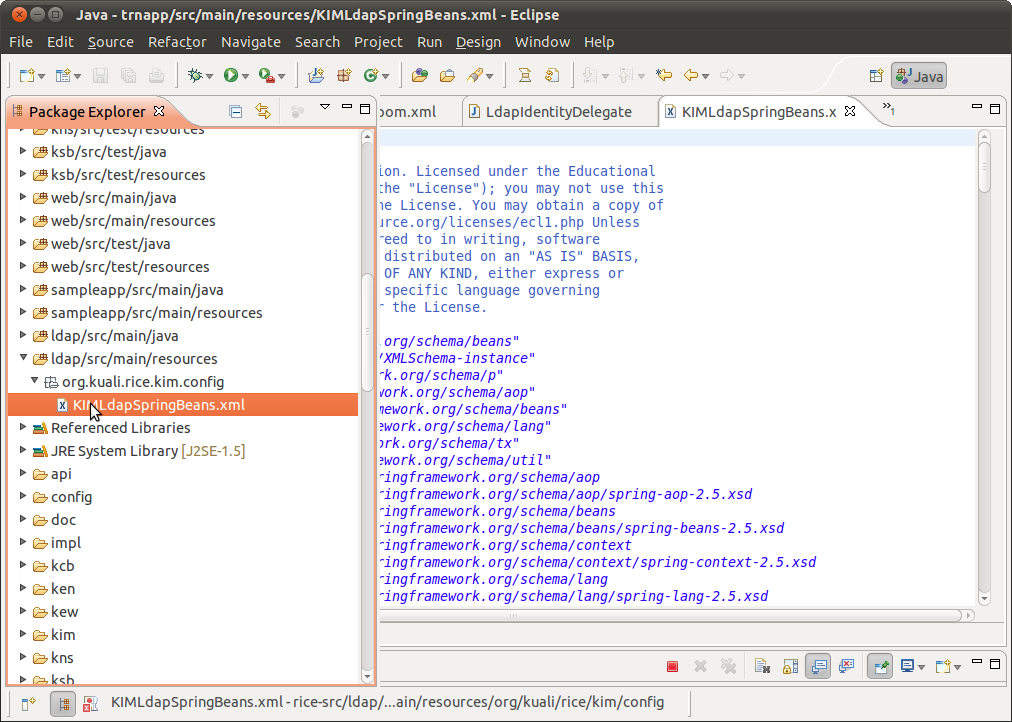 Java - trnapp/src/main/resources/KIMLdapSpringBeans.xml - Eclipse
File Edit Source Refactor Navigate Search Project Run Design Window Help
Java
Package Explorer
oom.xml LdapIdentityDelegate KIMLdapSpringBeans.x »1
kns/src/test/resources
ksb/src/test/java
ksb/src/test/resources
web/src/main/java
web/src/main/resources
web/src/test/java
web/src/test/resources
sampleapp/src/main/java
sampleapp/src/main/resources
ldap/src/main/java
ldap/src/main/resources
org.kuali.rice.kim.config
KIMLdapSpringBeans.xml
Referenced Libraries
JRE System Library [J2SE-1.5]
api
config
doc
impl
kcb
ken
kew
kim
kns
ksb
ion. Licensed under the Educational
the "License"); you may not use this
he License. You may obtain a copy of
urce.org/licenses/ecl1.php Unless
reed to in writing, software
distributed on an "AS IS" BASIS,
OF ANY KIND, either express or
specific language governing
r the License.
.org/schema/beans"
/XMLSchema-instance"
rk.org/schema/p"
work.org/schema/aop"
mework.org/schema/beans"
ework.org/schema/lang"
ork.org/schema/tx"
ework.org/schema/util"
ringframework.org/schema/aop
ringframework.org/schema/aop/spring-aop-2.5.xsd
ringframework.org/schema/beans
ringframework.org/schema/beans/spring-beans-2.5.xsd
ringframework.org/schema/context
ringframework.org/schema/context/spring-context-2.5.xsd
ringframework.org/schema/lang
ringframework.org/schema/lang/spring-lang-2.5.xsd
KIMLdapSpringBeans.xml - rice-src/ldap/...ain/resources/org/kuali/rice/kim/config